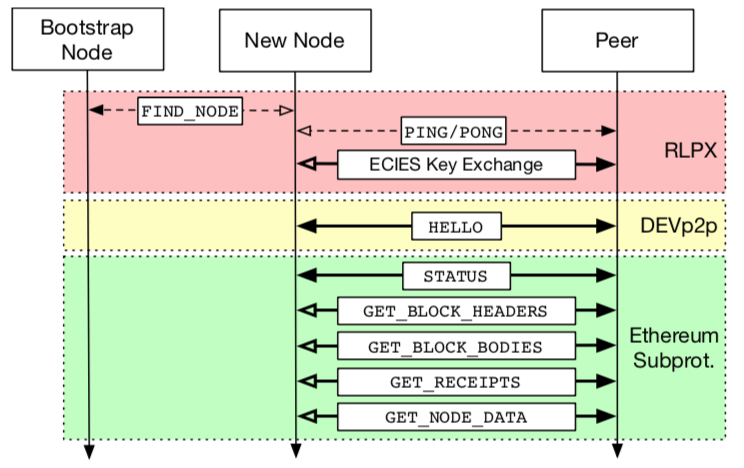 Bootstrap
Node
New Node
Peer
FIND_NODE
PING/PONG
ECIES Key Exchange
RLPX
HELLO
DEVp2p
STATUS
GET_BLOCK_HEADERS
GET_BLOCK_BODIES
GET_RECEIPTS
GET_NODE_DATA
Ethereum
Subprot.